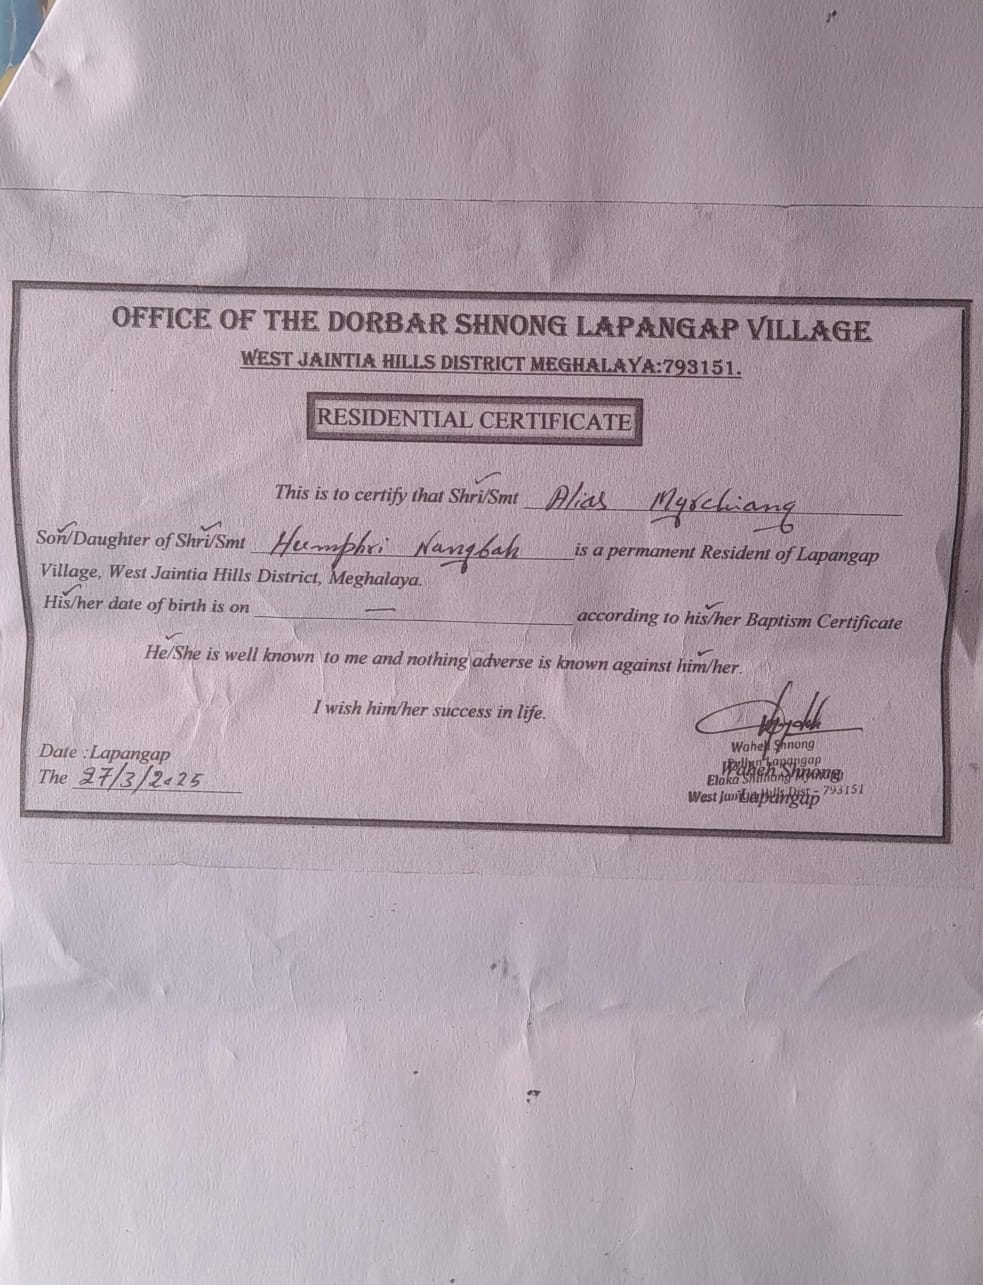 OFFICE OF THE DORBAR SHNONG LAPANGAP VILLAGE
WEST JAINTIA HILLS DISTRICT MEGHALAYA:793151.
RESIDENTIAL CERTIFICATE
This is to certify that Shri/Smt Alias Myrchiang
Son/Daughter of Shri/Smt Humphri Nangbah is a permanent Resident of Lapangap
Village, West Jaintia Hills District, Meghalaya.
His/her date of birth is on — according to his/her Baptism Certificate
He/She is well known to me and nothing adverse is known against him/her.
I wish him/her success in life.
Date :Lapangap
The 27/3/2025
Waheh Shnong
Lapangap
Waheh Shnong
Elaka
West Dist - 793151
Lapangap